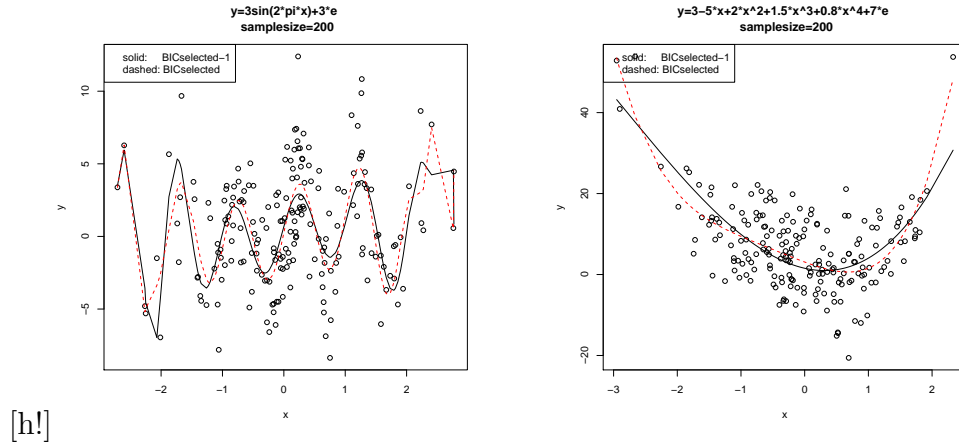 y=3sin(2*pi*x)+3*e
samplesize=200
solid: BICselected-1
dashed: BICselected
10
5
0
−5
y
−2
−1
0
1
2
x
y=3−5*x+2*x^2+1.5*x^3+0.8*x^4+7*e
samplesize=200
solid: BICselected-1
dashed: BICselected
40
20
0
−20
y
−3
−2
−1
0
1
2
x
[h!]